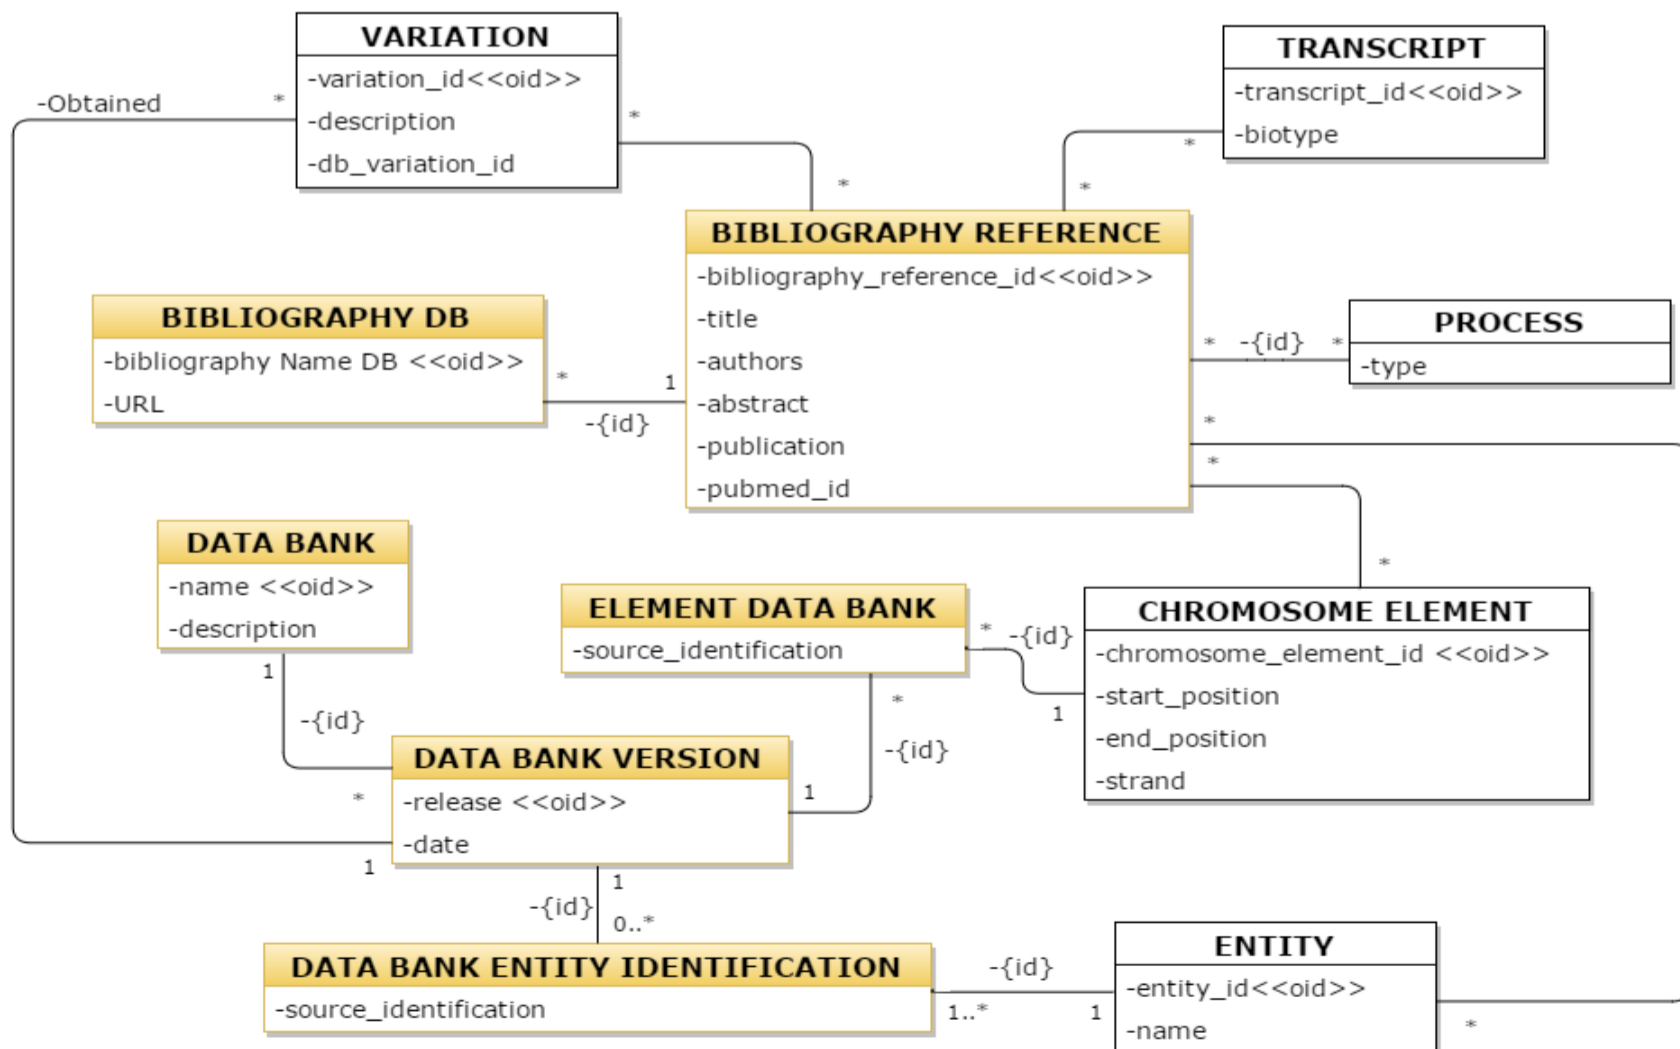 VARIATION
-variation_id<<oid>>
-description
-db_variation_id
-Obtained
*
*
*
TRANSCRIPT
-transcript_id<<oid>>
-biotype
*
*
BIBLIOGRAPHY REFERENCE
-bibliography_reference_id<<oid>>
-title
-authors
-abstract
-publication
-pubmed_id
BIBLIOGRAPHY DB
-bibliography Name DB <<oid>>
-URL
*
1
-{id}
PROCESS
-type
*
-{id}
*
*
*
*
DATA BANK
-name <<oid>>
-description
1
-{id}
*
ELEMENT DATA BANK
-source_identification
*
-{id}
1
*
-{id}
1
CHROMOSOME ELEMENT
-chromosome_element_id <<oid>>
-start_position
-end_position
-strand
DATA BANK VERSION
-release <<oid>>
-date
1
1
-{id}
0..*
DATA BANK ENTITY IDENTIFICATION
-source_identification
-{id}
1..*
1
ENTITY
-entity_id<<oid>>
-name
*